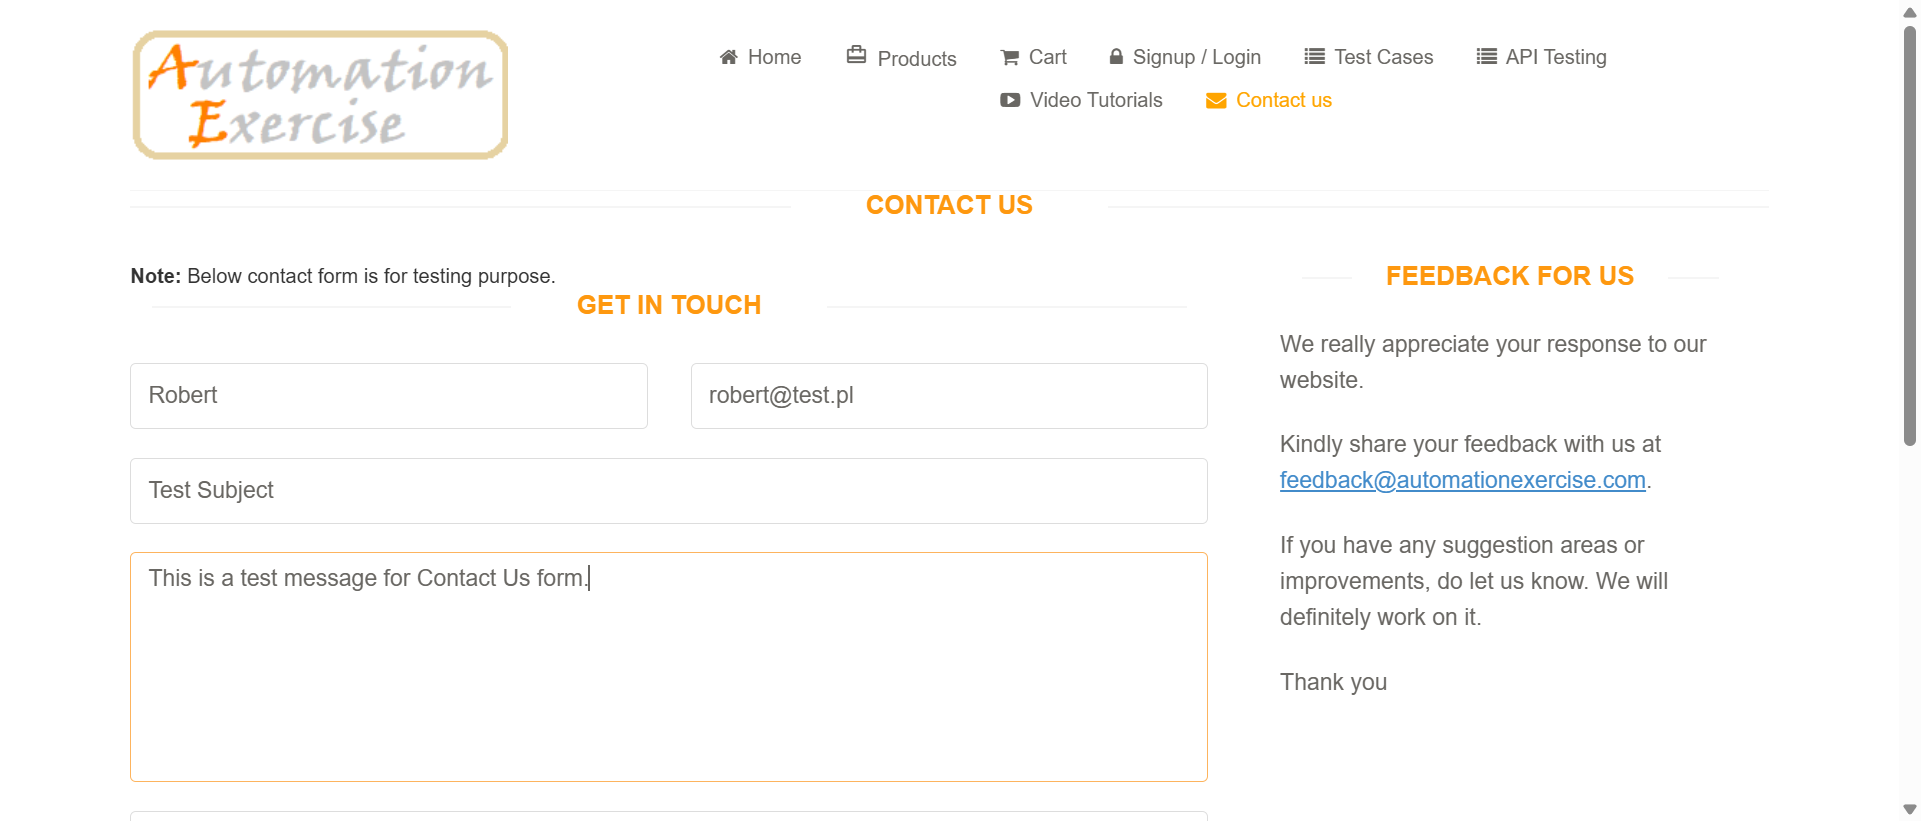 Automation
Exercise
Home
Products
Cart
Signup / Login
Test Cases
API Testing
Video Tutorials
Contact us
CONTACT US
Note: Below contact form is for testing purpose.
GET IN TOUCH
Robert
robert@test.pl
Test Subject
This is a test message for Contact Us form.
FEEDBACK FOR US
We really appreciate your response to our
website.
Kindly share your feedback with us at
feedback@automationexercise.com.
If you have any suggestion areas or
improvements, do let us know. We will
definitely work on it.
Thank you